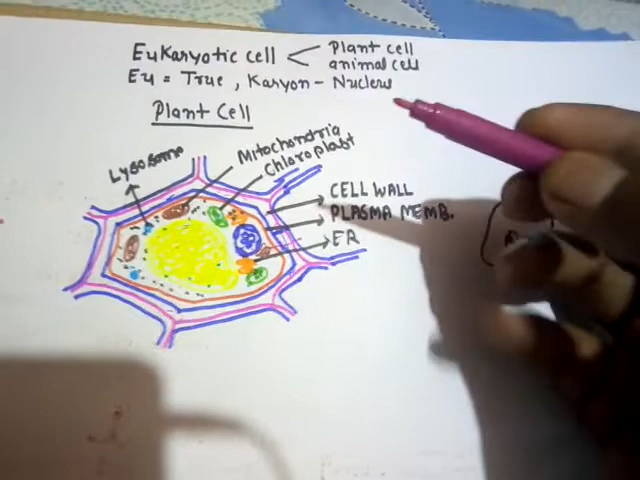 Eukaryotic cell < Plant cell
animal cell
Eu = True , Karyon - Nucleus
Plant Cell
Lysosome
Mitochondria
Chloroplast
CELL WALL
PLASMA MEMB.
ER